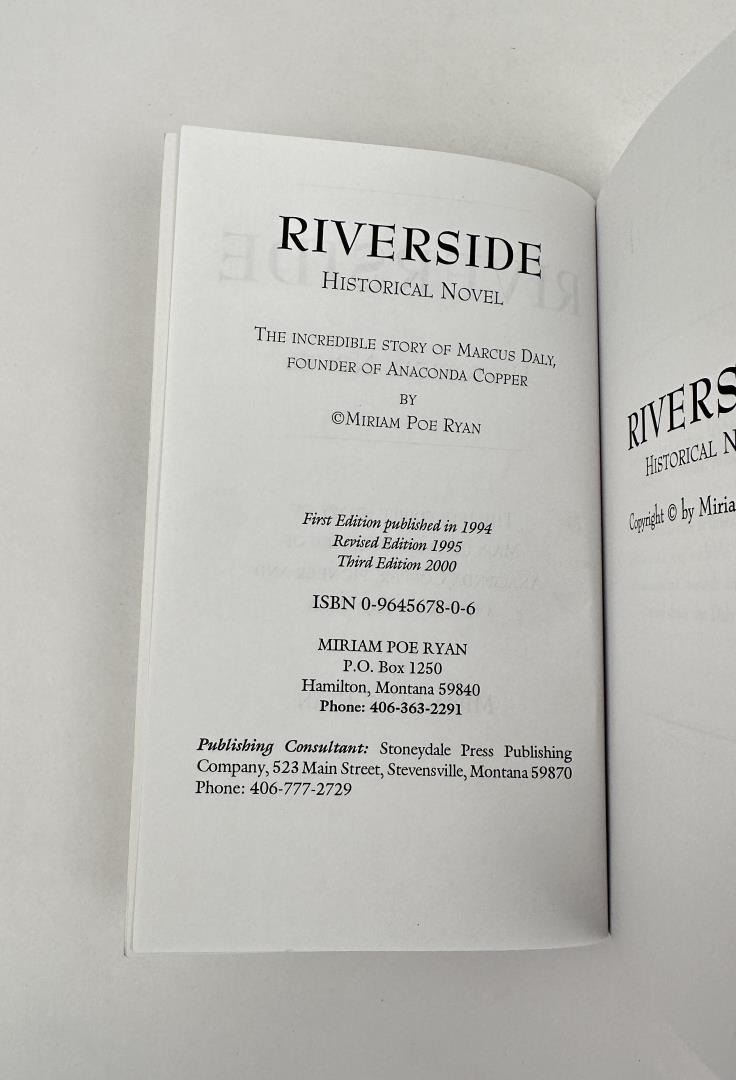 RIVERSIDE
HISTORICAL NOVEL
THE INCREDIBLE STORY OF MARCUS DALY,
FOUNDER OF ANACONDA COPPER
BY
©MIRIAM POE RYAN
First Edition published in 1994
Revised Edition 1995
Third Edition 2000
ISBN 0-9645678-0-6
MIRIAM POE RYAN
P.O. Box 1250
Hamilton, Montana 59840
Phone: 406-363-2291
Publishing Consultant: Stoneydale Press Publishing
Company, 523 Main Street, Stevensville, Montana 59870
Phone: 406-777-2729
RIVERS
HISTORICAL N
Copyright © by Miria